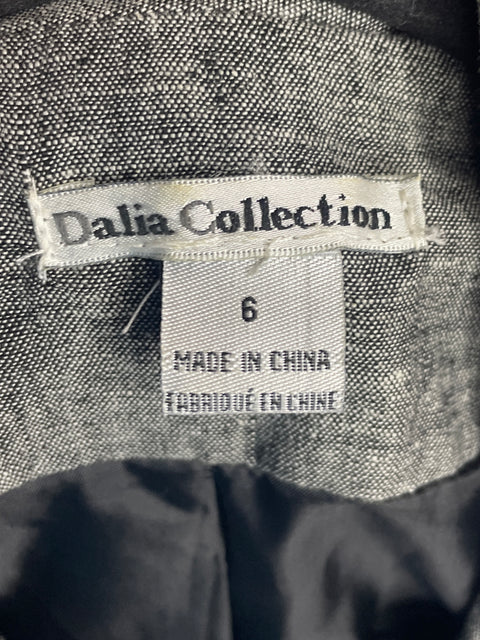 Dalia Collection
6
MADE IN CHINA
FABRIQUÉ EN CHINE